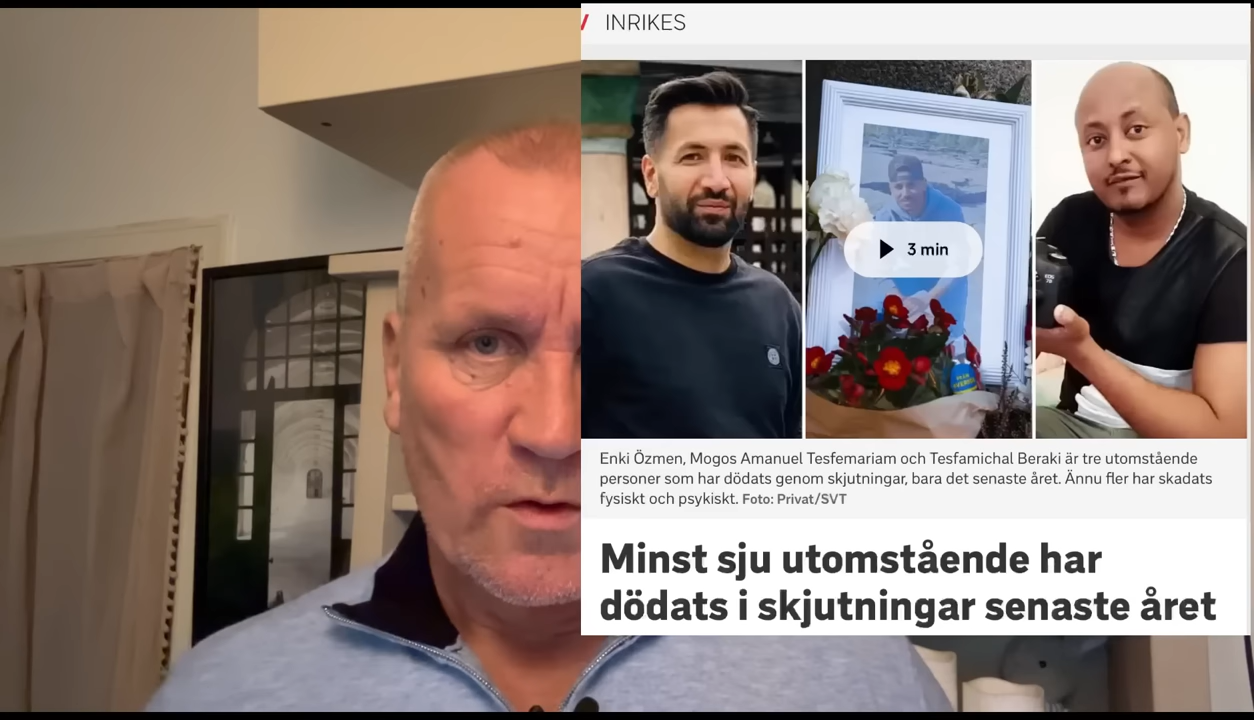 INRIKES
3 min
Enki Özmen, Mogos Amanuel Tesfemariam och Tesfamichal Beraki är tre utomstående
personer som har dödats genom skjutningar, bara det senaste året. Ännu fler har skadats
fysiskt och psykiskt. Foto: Privat/SVT
Minst sju utomstående har
dödats i skjutningar senaste året